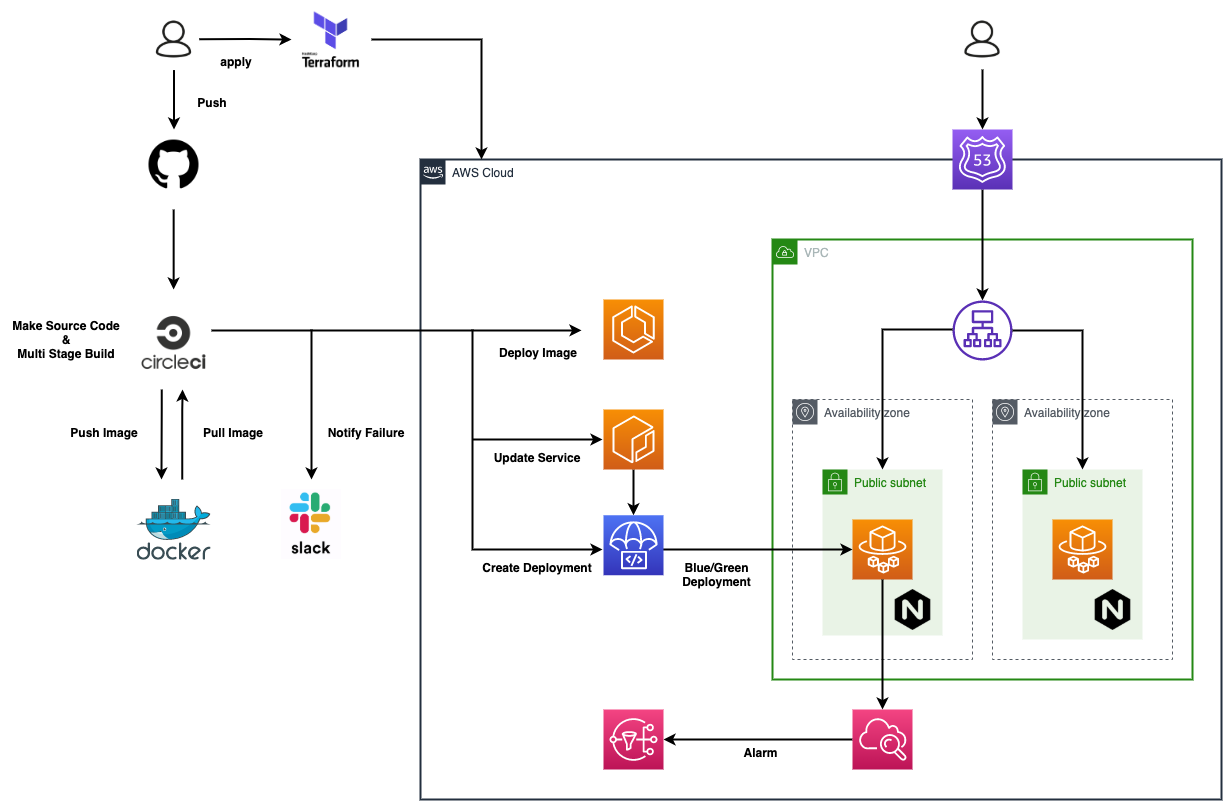 apply
HashiCorp
Terraform
Push
53
aws
AWS Cloud
VPC
Make Source Code
&
Multi Stage Build
circleci
Deploy Image
Availability zone
Availability zone
Push Image
Pull Image
Notify Failure
Update Service
Public subnet
Public subnet
docker
slack
</>
Create Deployment
Blue/Green
Deployment
N
N
Alarm